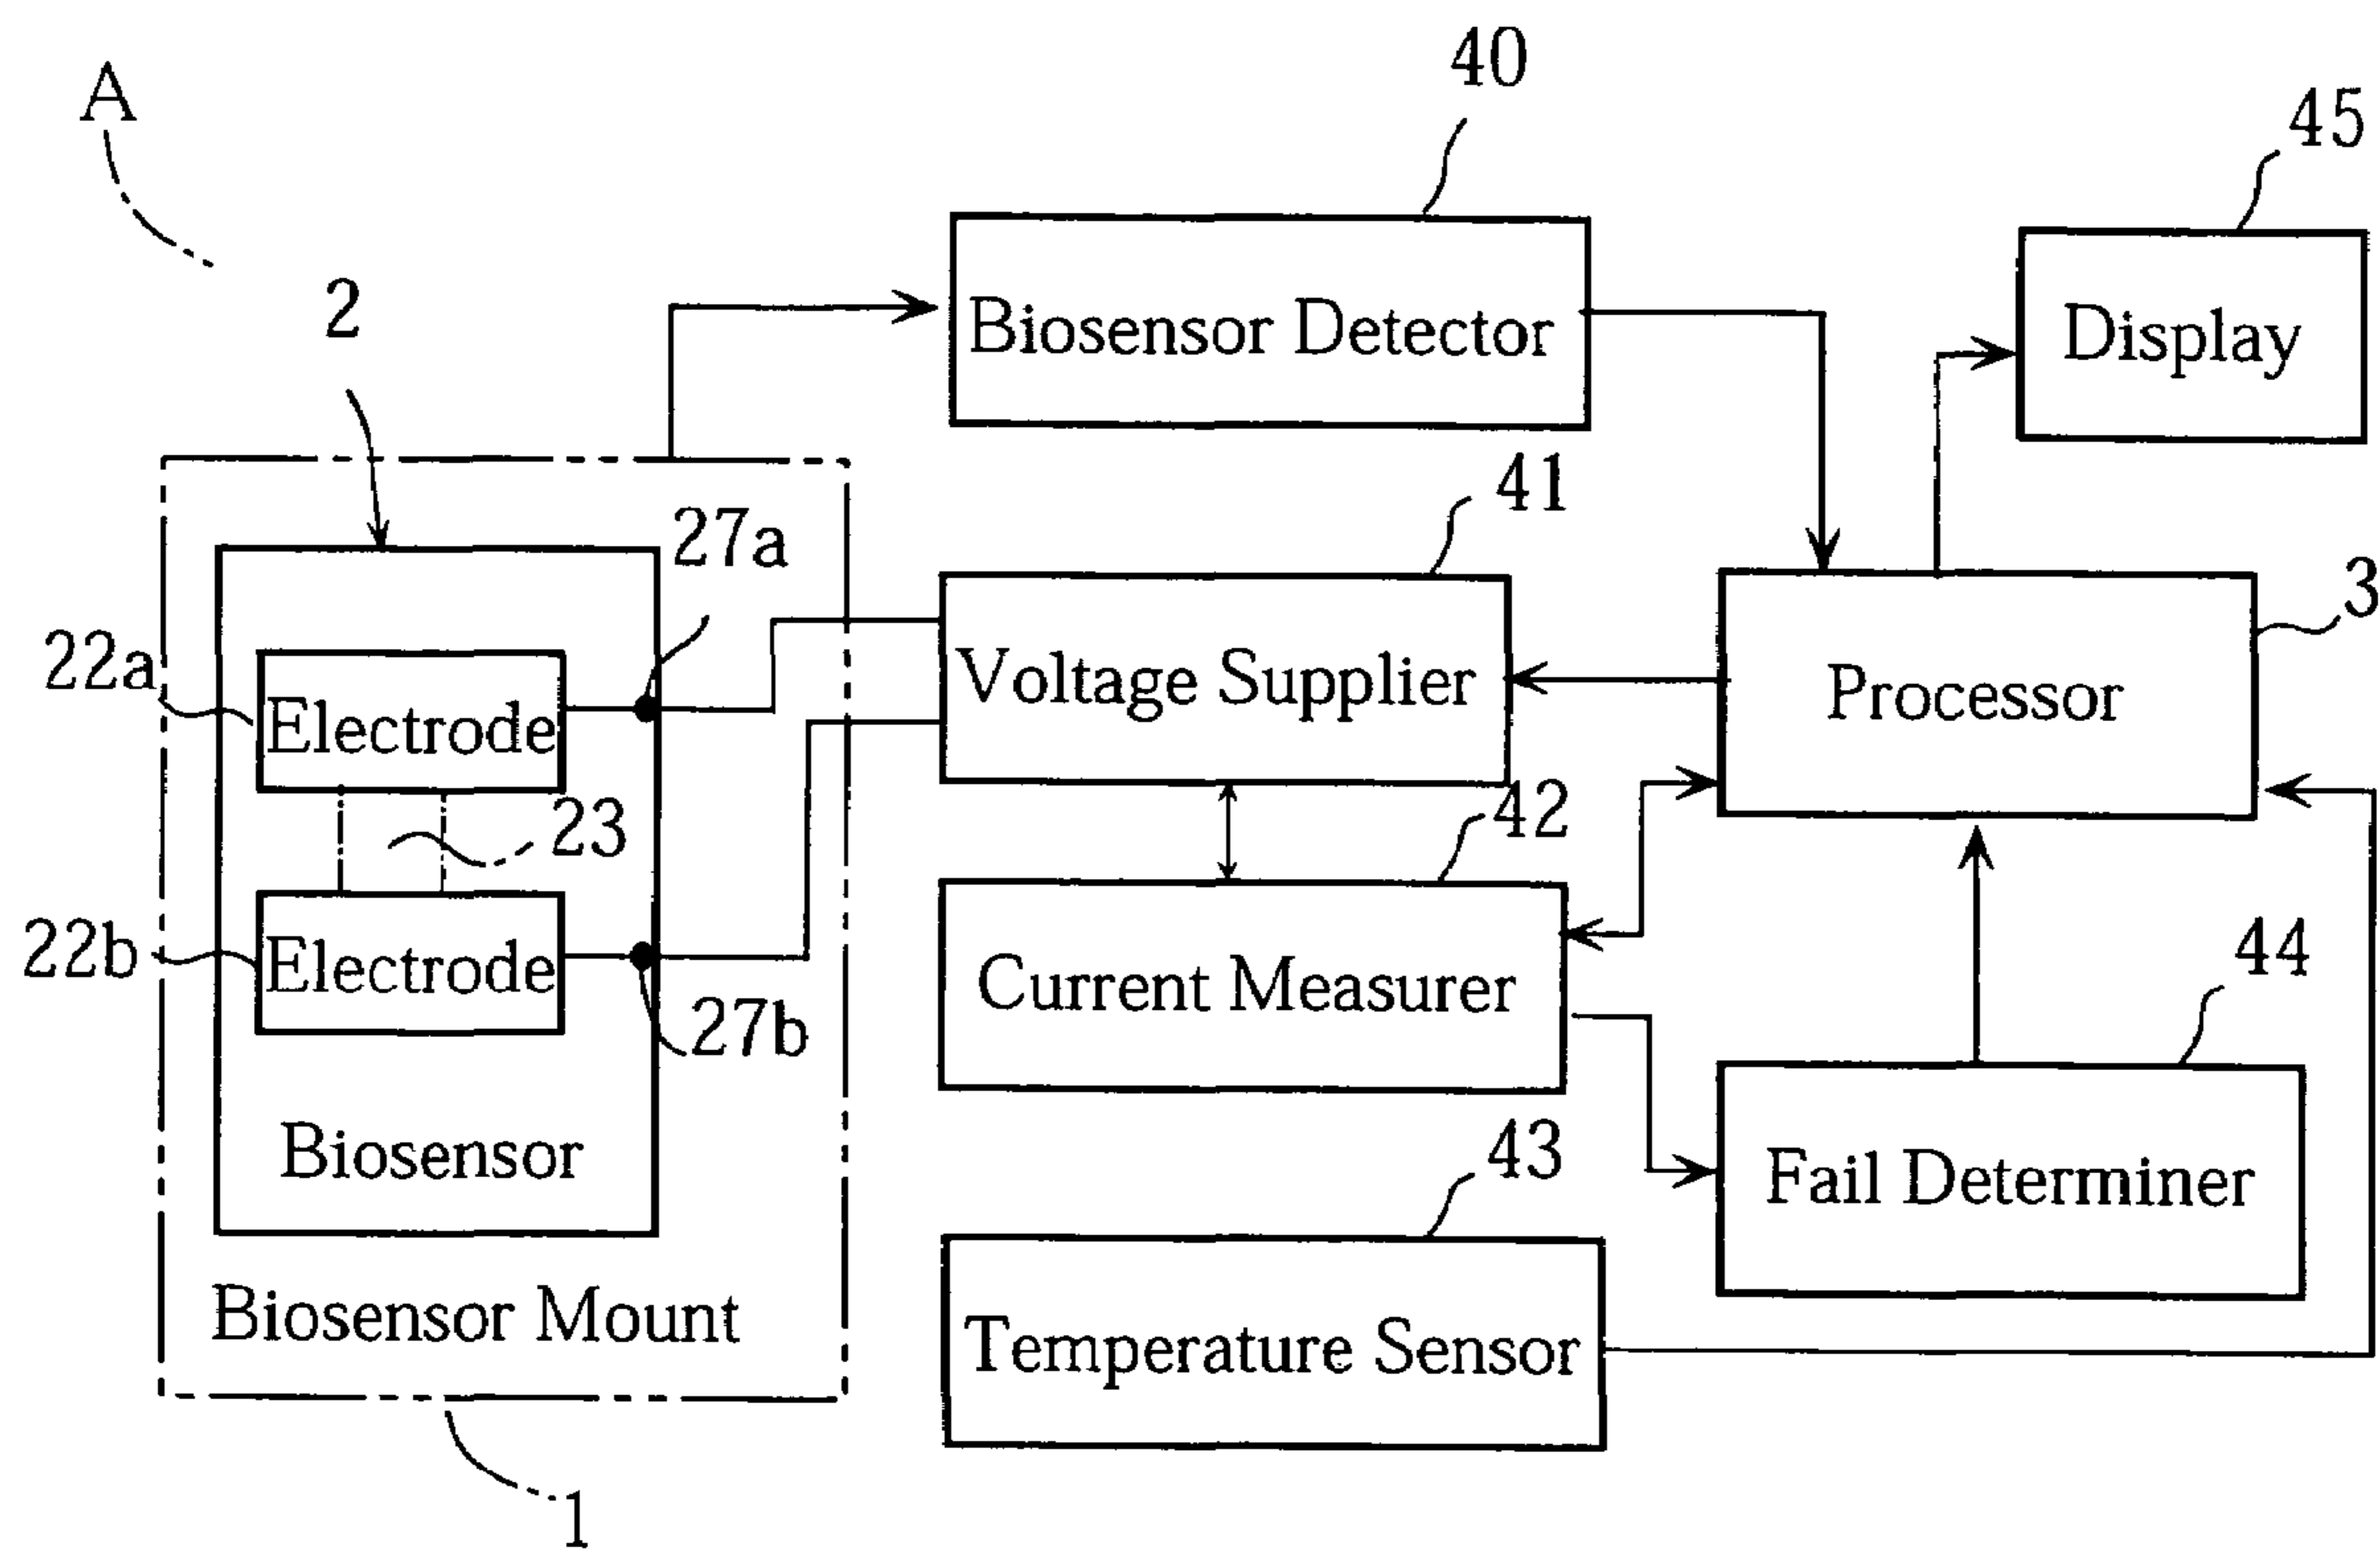 A
40
45
2
Biosensor Detector
Display
27a
41
3
22a
Electrode
Voltage Supplier
Processor
23
42
22b
Electrode
27b
Current Measurer
44
Biosensor
43
Fail Determiner
Biosensor Mount
Temperature Sensor
1